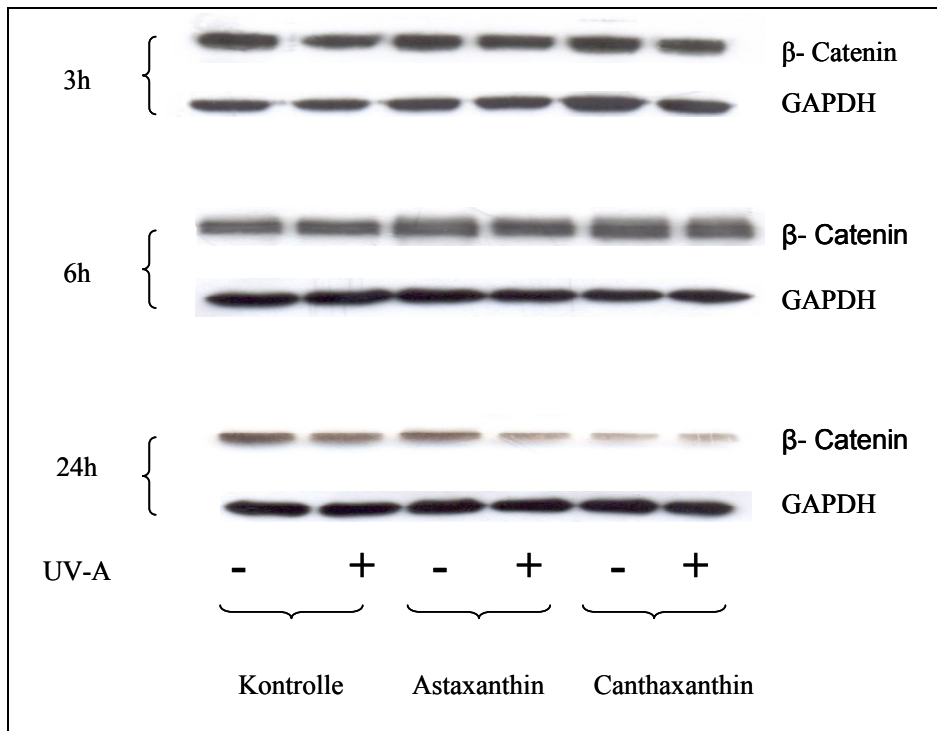 β- Catenin
3h
GAPDH
β- Catenin
6h
GAPDH
β- Catenin
24h
GAPDH
UV-A - + - + - +
Kontrolle Astaxanthin Canthaxanthin